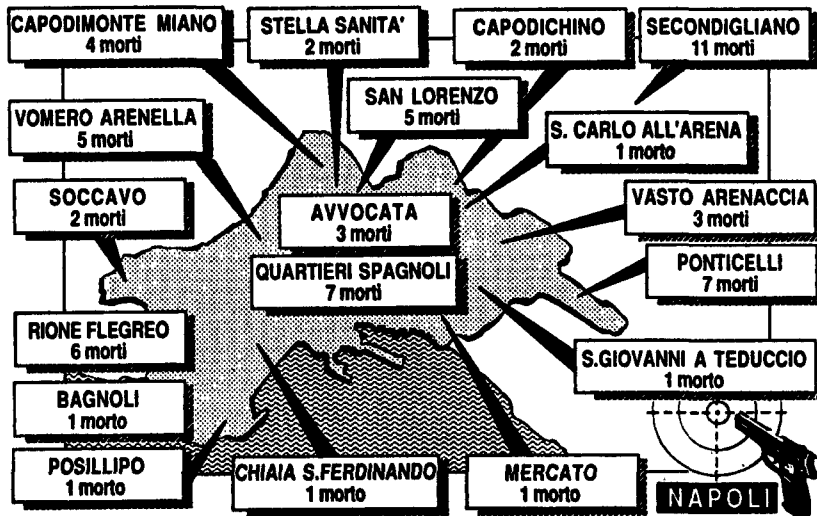 CAPODIMONTE MIANO
4 morti
STELLA SANITA'
2 morti
CAPODICHINO
2 morti
SECONDIGLIANO
11 morti
SAN LORENZO
5 morti
VOMERO ARENELLA
5 morti
S. CARLO ALL'ARENA
1 morto
SOCCAVO
2 morti
AVVOCATA
3 morti
VASTO ARENACCIA
3 morti
QUARTIERI SPAGNOLI
7 morti
PONTICELLI
7 morti
RIONE FLEGREO
6 morti
S.GIOVANNI A TEDUCCIO
1 morto
BAGNOLI
1 morto
POSILLIPO
1 morto
CHIAIA S.FERDINANDO
1 morto
MERCATO
1 morto
NAPOLI